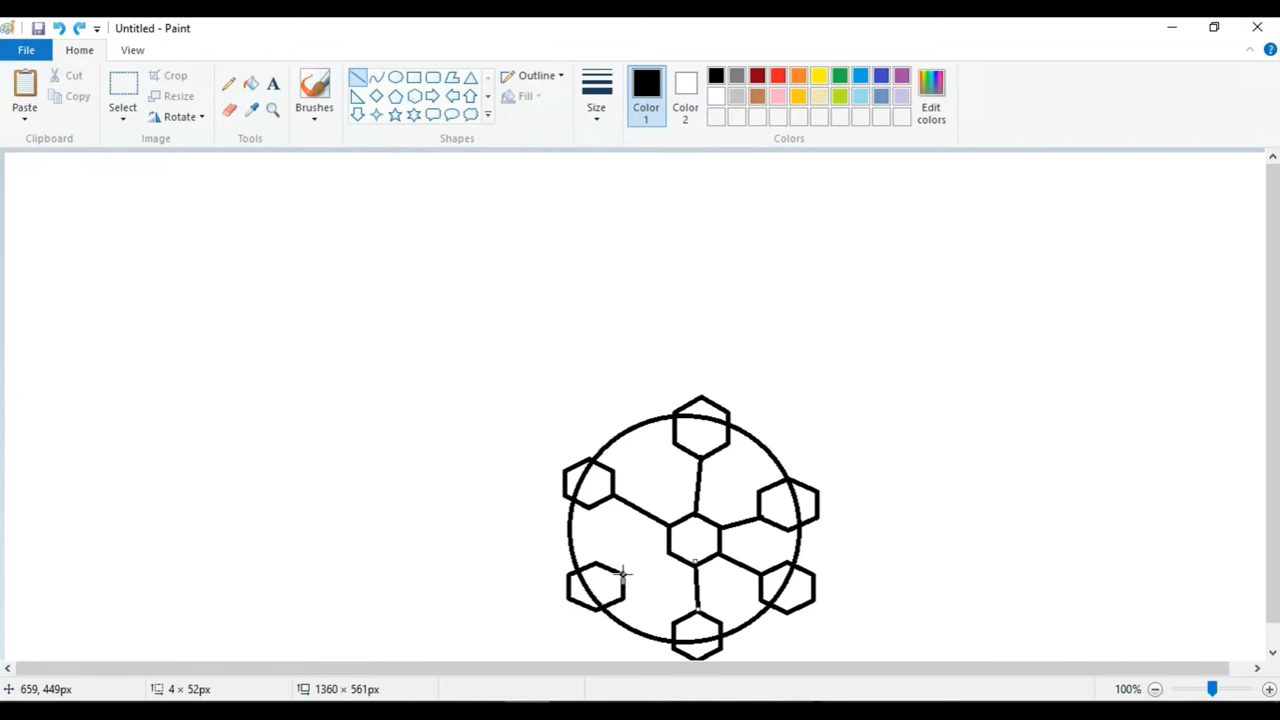 Untitled - Paint
File Home View
Paste
Cut
Copy
Clipboard
Select
Crop
Resize
Rotate
Image
A
Tools
Brushes
Outline
Fill
Shapes
Size
Color 1
Color 2
Edit colors
Colors
659, 449px
4 × 52px
1360 × 561px
100%